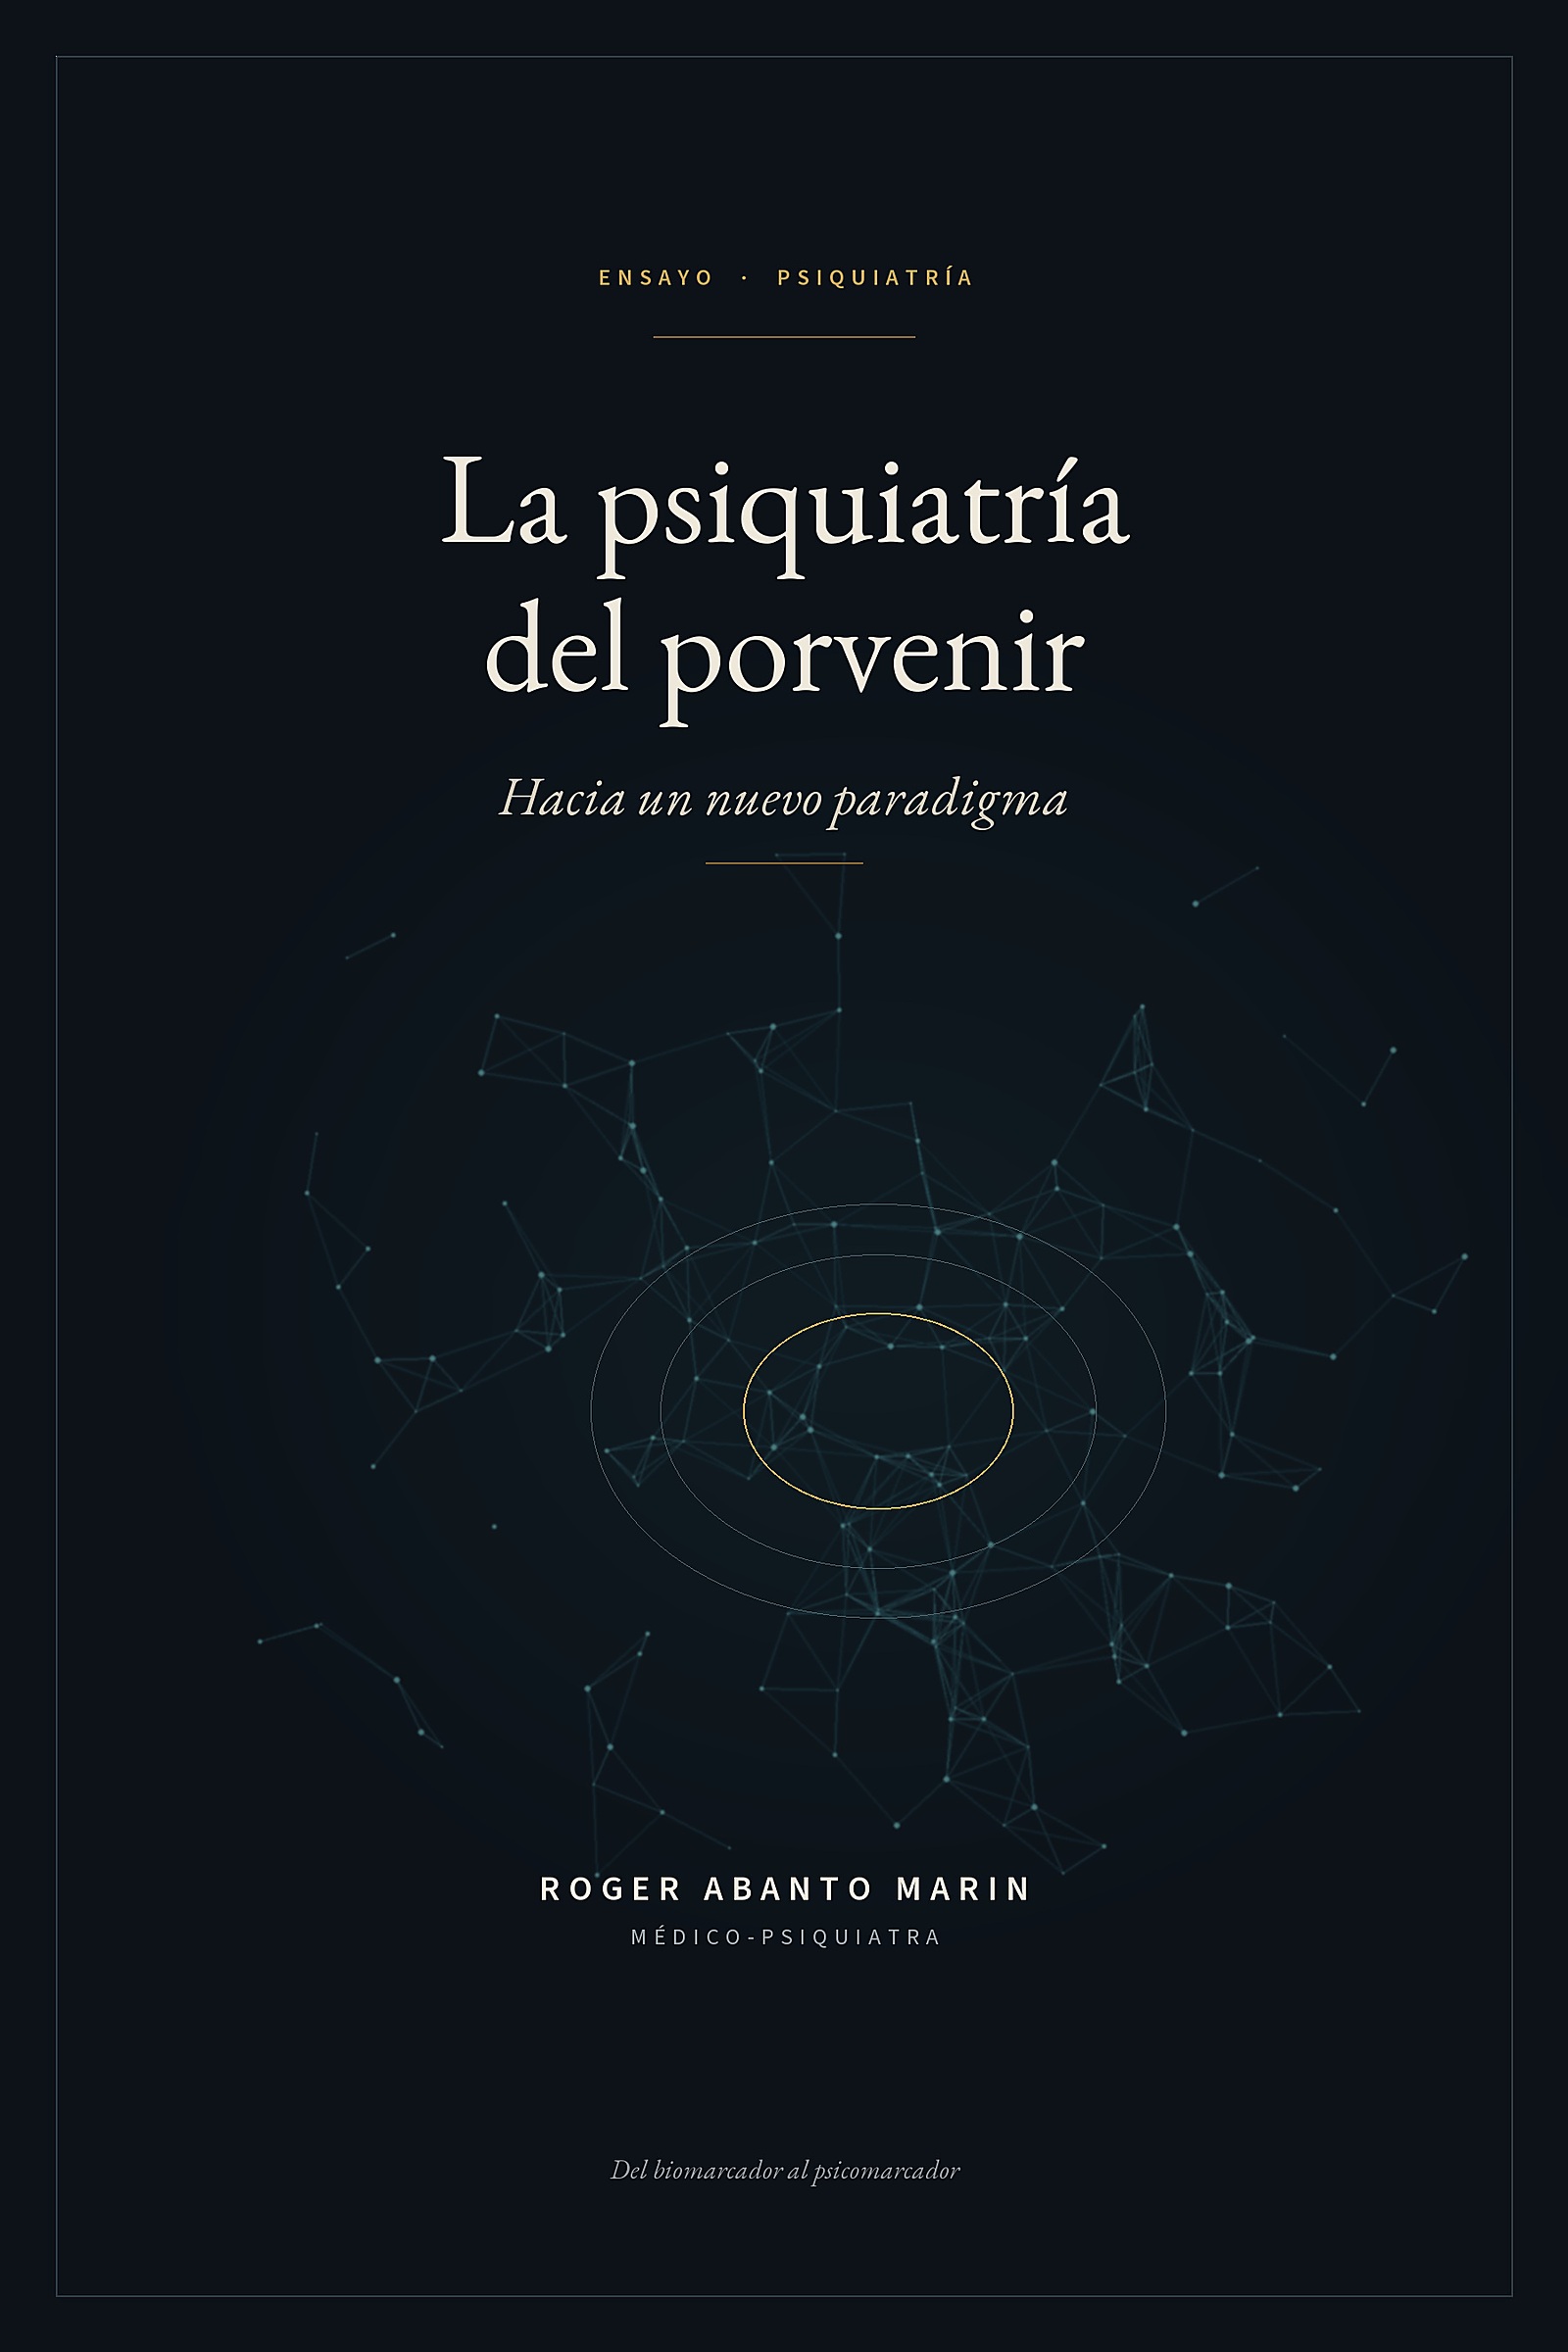 ENSAYO · PSIQUIATRÍA
La psiquiatría
del porvenir
Hacia un nuevo paradigma
ROGER ABANTO MARIN
MÉDICO-PSIQUIATRA
Del biomarcador al psicomarcador